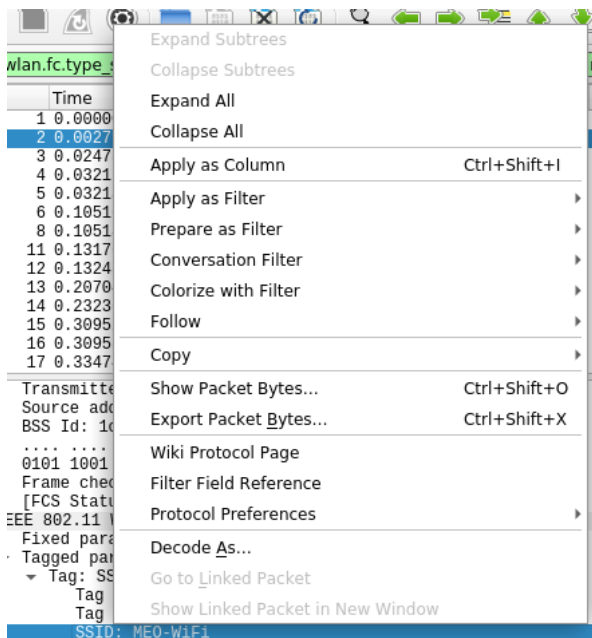 wlan.fc.type_
Time
1 0.0000
2 0.0027
3 0.0247
4 0.0321
5 0.0321
6 0.1051
8 0.1051
11 0.1317
12 0.1324
13 0.2070
14 0.2323
15 0.3095
16 0.3095
17 0.3347
Expand Subtrees
Collapse Subtrees
Expand All
Collapse All
Apply as Column Ctrl+Shift+I
Apply as Filter
Prepare as Filter
Conversation Filter
Colorize with Filter
Follow
Copy
Show Packet Bytes... Ctrl+Shift+O
Export Packet Bytes... Ctrl+Shift+X
Wiki Protocol Page
Filter Field Reference
Protocol Preferences
Decode As...
Go to Linked Packet
Show Linked Packet in New Window
Transmitte
Source add
BSS Id: 1c
.... ....
0101 1001
Frame chec
[FCS Statu
EEE 802.11 W
Fixed para
Tagged par
Tag: SS
Tag
Tag
SSID: MEO-WiFi